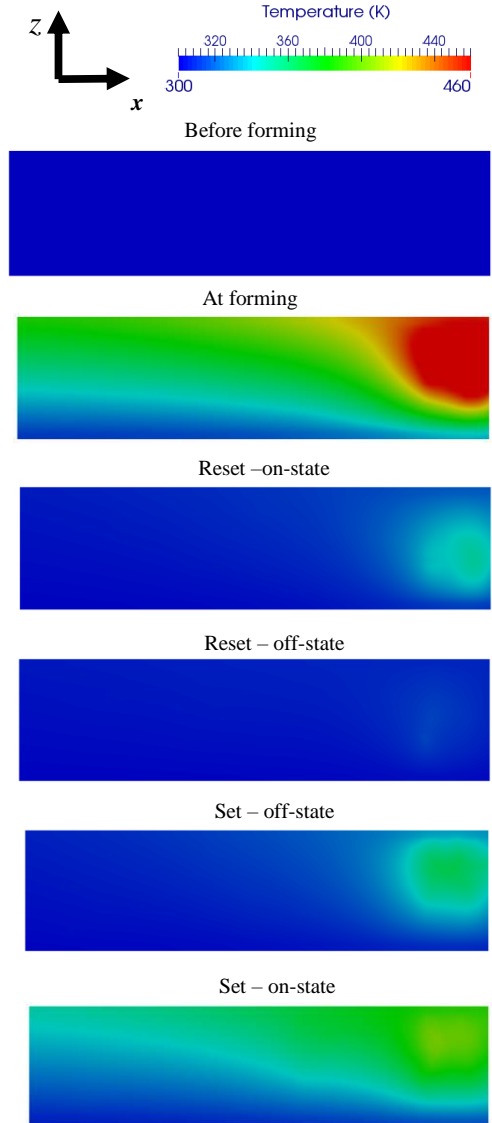 Temperature (K)
z
320 360 400 440
300 460
x
Before forming
At forming
Reset –on-state
Reset – off-state
Set – off-state
Set – on-state